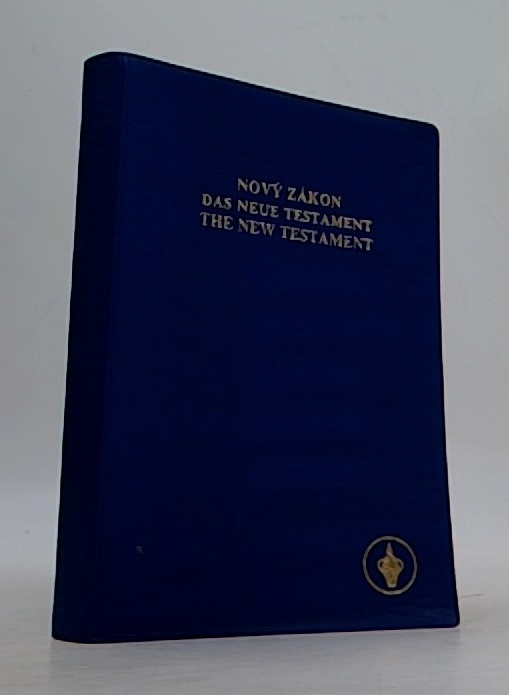 NOVÝ ZÁKON
DAS NEUE TESTAMENT
THE NEW TESTAMENT